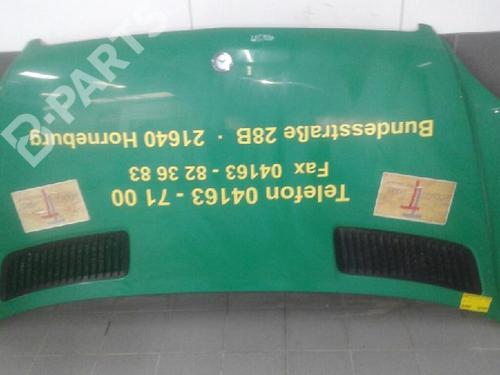 Telefon 04163 - 71 00
Fax 04163 - 82 36 83
Bundesstraße 28B · 21640 Horneburg
B-PARTS